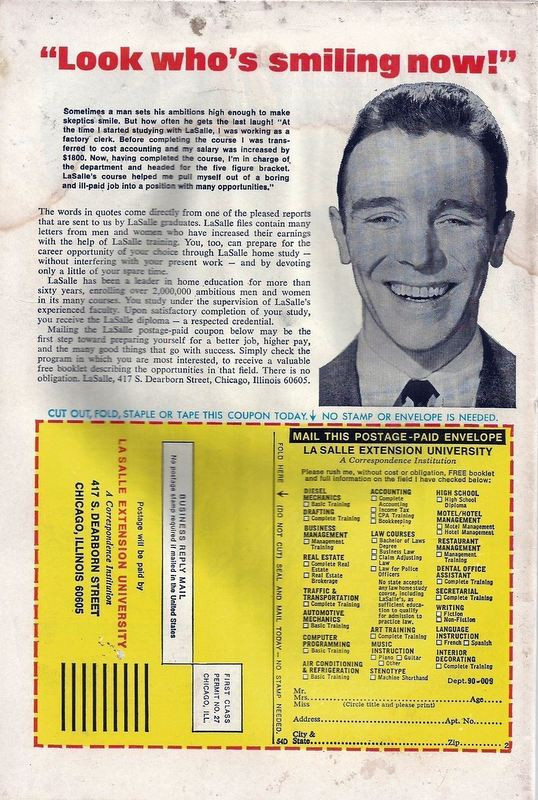 “Look who’s smiling now!”
Sometimes a man sets his ambitions high enough to make
skeptics smile. But how often he gets the last laugh! “At
the time I started studying with LaSalle, I was working as a
factory clerk. Before completing the course I was trans-
ferred to cost accounting and my salary was increased by
$1800. Now, having completed the course, I’m in charge of
the department and headed for the five figure bracket.
LaSalle’s course helped me pull myself out of a boring
and ill-paid job into a position with many opportunities.”
The words in quotes come directly from one of the pleased reports
that are sent to us by LaSalle graduates. LaSalle files contain many
letters from men and women who have increased their earnings
with the help of LaSalle training. You, too, can prepare for the
career opportunity of your choice through LaSalle home study —
without interfering with your present work — and by devoting
only a little of your spare time.
LaSalle has been a leader in home education for more than
sixty years, enrolling over 2,000,000 ambitious men and women
in its many courses. You study under the supervision of LaSalle’s
experienced faculty. Upon satisfactory completion of your study,
you receive the LaSalle diploma — a respected credential.
Mailing the LaSalle postage-paid coupon below may be the
first step toward preparing yourself for a better job, higher pay,
and the many good things that go with success. Simply check the
program in which you are most interested, to receive a valuable
free booklet describing the opportunities in that field. There is no
obligation. LaSalle, 417 S. Dearborn Street, Chicago, Illinois 60605.
CUT OUT, FOLD, STAPLE OR TAPE THIS COUPON TODAY. NO STAMP OR ENVELOPE IS NEEDED.
Postage will be paid by
LASALLE EXTENSION UNIVERSITY
A Correspondence Institution
417 S. DEARBORN STREET
CHICAGO, ILLINOIS 60605
BUSINESS REPLY MAIL
No postage stamp required if mailed in the United States
FIRST CLASS
PERMIT NO. 27
CHICAGO, ILL.
FOLD HERE (DO NOT CUT) SEAL AND MAIL TODAY — NO STAMP NEEDED.
54D
MAIL THIS POSTAGE-PAID ENVELOPE
LA SALLE EXTENSION UNIVERSITY
A Correspondence Institution
Please rush me, without cost or obligation, FREE booklet
and full information on the field I have checked below:
DIESEL
MECHANICS
Basic Training
DRAFTING
Complete Training
BUSINESS
MANAGEMENT
Management
Training
REAL ESTATE
Complete Real
Estate
Real Estate
Brokerage
TRAFFIC &
TRANSPORTATION
Complete Training
AUTOMOTIVE
MECHANICS
Basic Training
COMPUTER
PROGRAMMING
Basic Training
AIR CONDITIONING
& REFRIGERATION
Basic Training
ACCOUNTING
Complete
Accounting
Income Tax
CPA Training
Bookkeeping
LAW COURSES
Bachelor of Laws
Degree
Business Law
Claim Adjusting
Law
Law for Police
Officers
No state accepts
any law home study
course, including
LaSalle’s, as
sufficient educa-
tion to qualify
for admission to
practice law.
ART TRAINING
Complete Training
MUSIC
INSTRUCTION
Piano Guitar
Other
STENOTYPE
Machine Shorthand
HIGH SCHOOL
High School
Diploma
MOTEL/HOTEL
MANAGEMENT
Motel Management
Hotel Management
RESTAURANT
MANAGEMENT
Management
Training
DENTAL OFFICE
ASSISTANT
Complete Training
SECRETARIAL
Complete Training
WRITING
Fiction
Non-Fiction
LANGUAGE
INSTRUCTION
French Spanish
INTERIOR
DECORATING
Complete Training
Dept. 90-009
Mr.
Mrs. Age
Miss (Circle title and please print)
Address Apt. No.
City &
State Zip
2